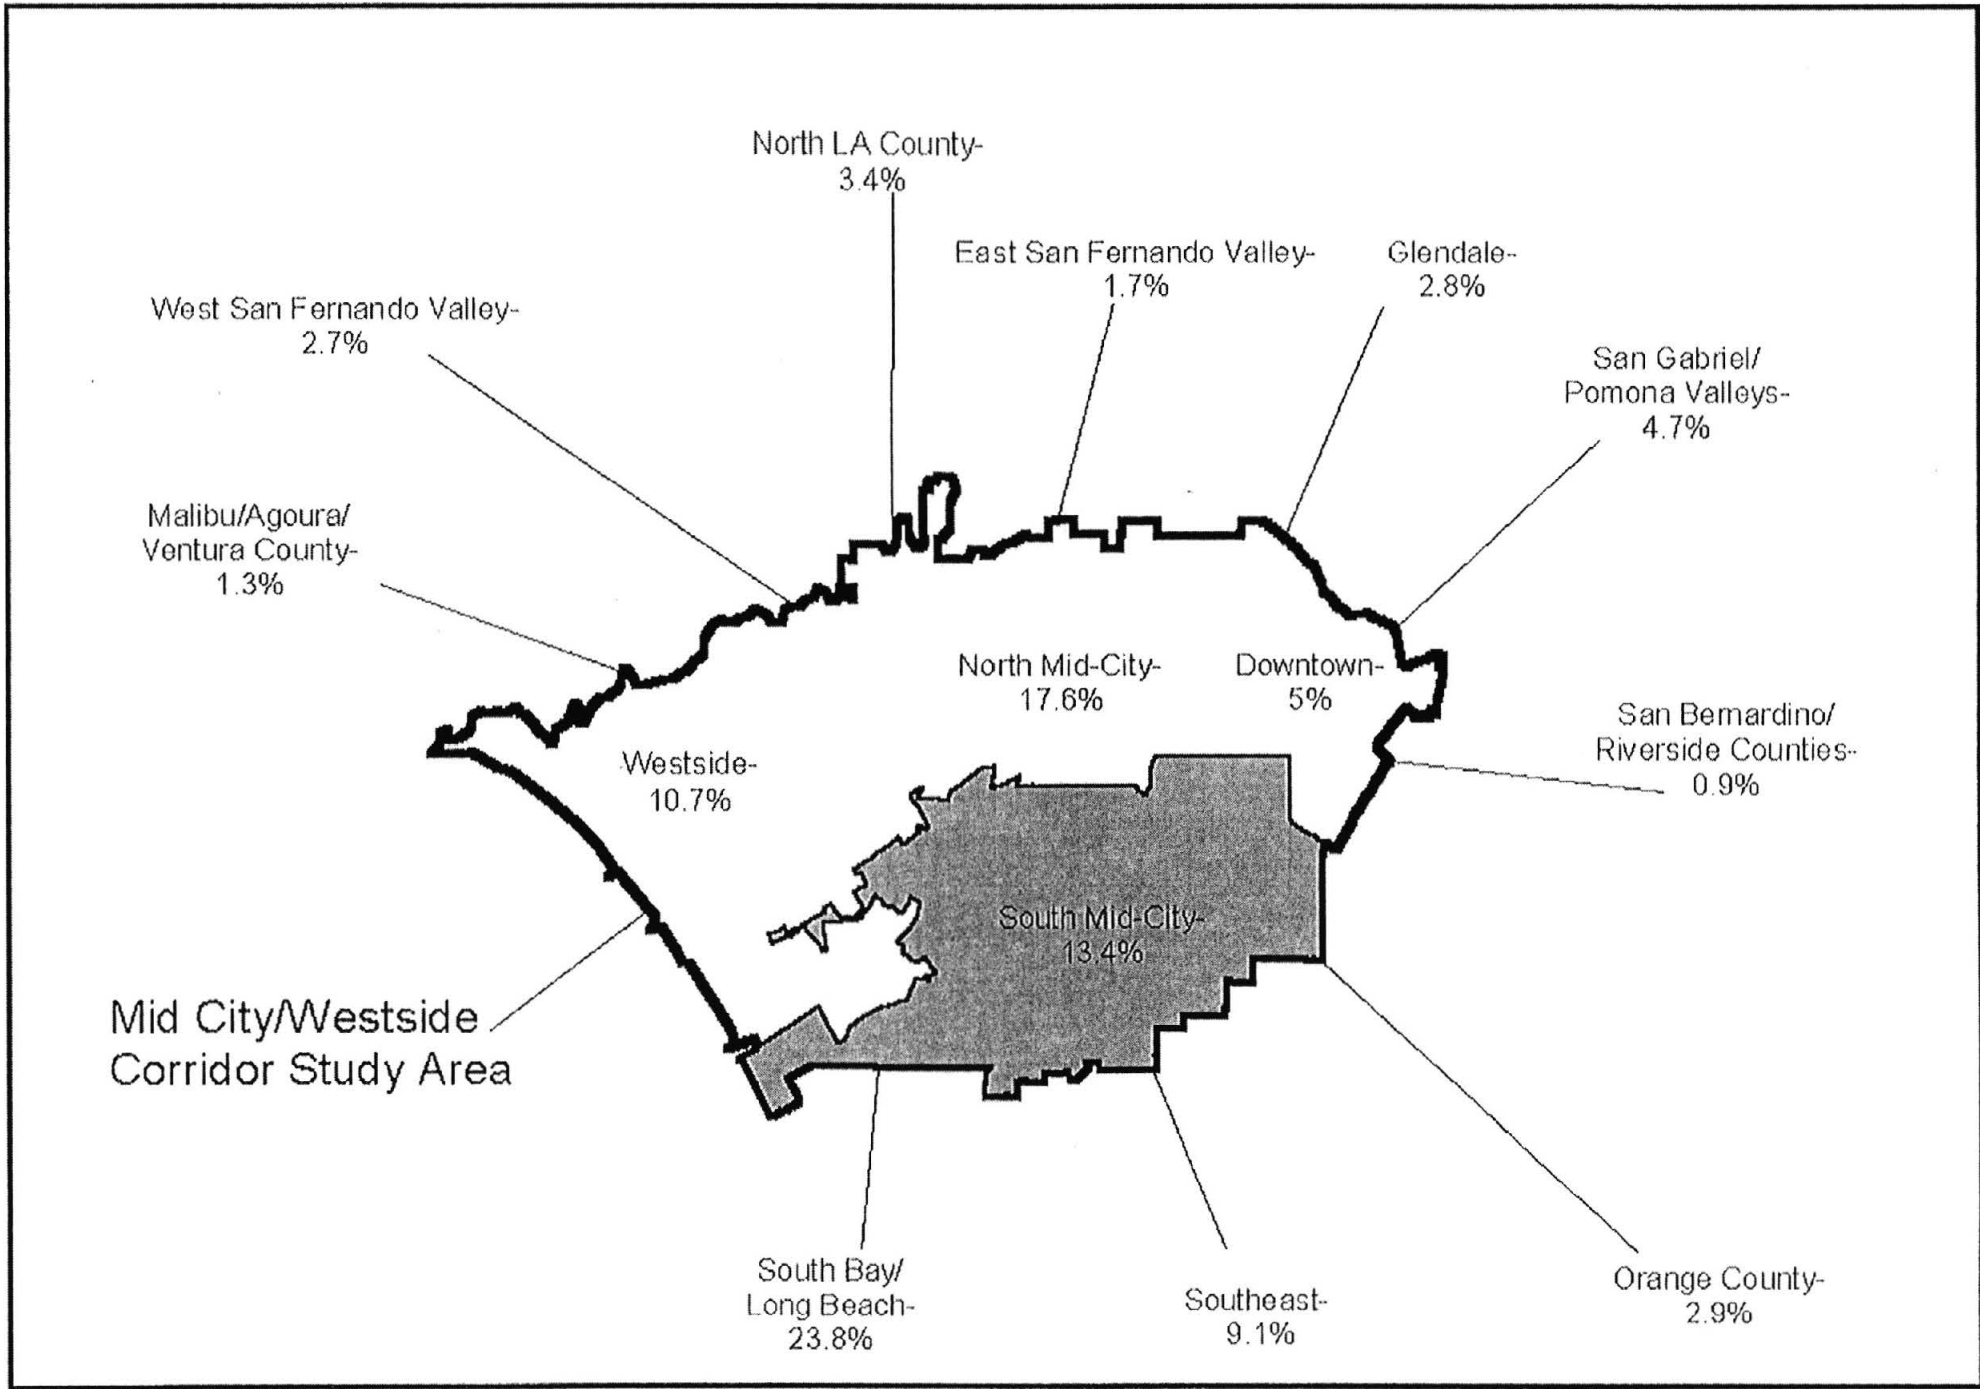 North LA County-
3.4%
East San Fernando Valley-
1.7%
Glendale-
2.8%
West San Fernando Valley-
2.7%
San Gabriel/
Pomona Valleys-
4.7%
Malibu/Agoura/
Ventura County-
1.3%
North Mid-City-
17.6%
Downtown-
5%
San Bernardino/
Riverside Counties-
0.9%
Westside-
10.7%
South Mid-City-
13.4%
Mid City/Westside
Corridor Study Area
South Bay/
Long Beach-
23.8%
Southeast-
9.1%
Orange County-
2.9%